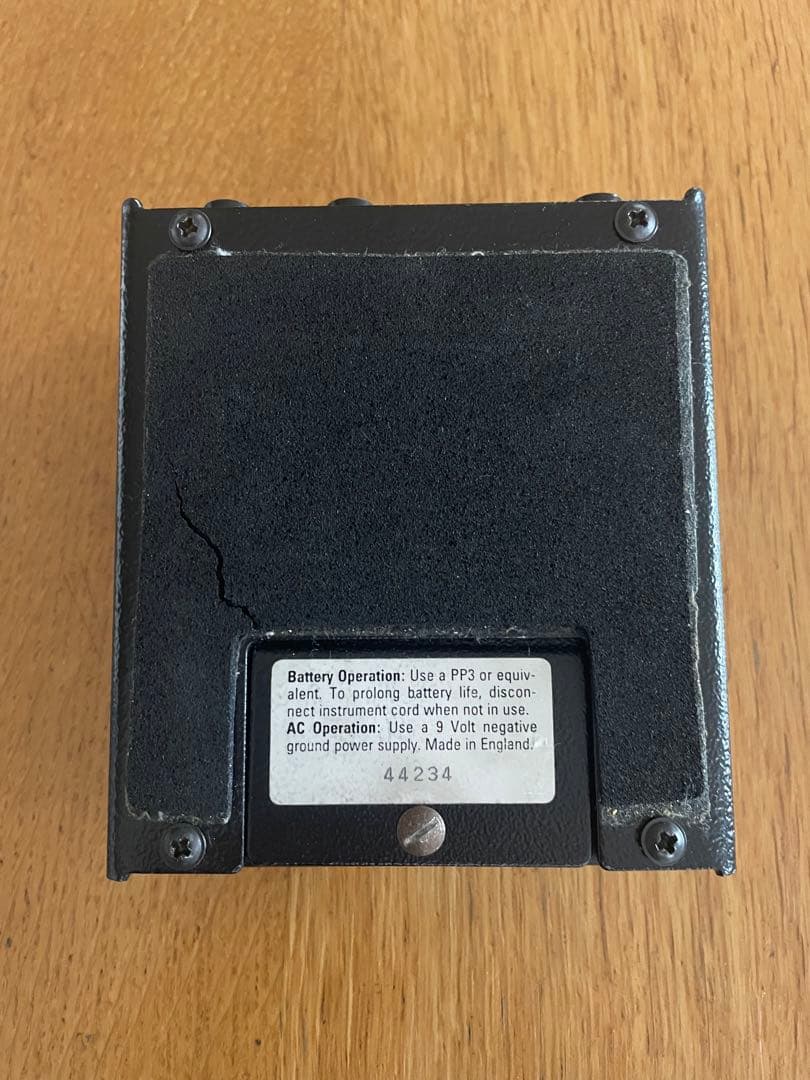 Battery Operation: Use a PP3 or equiv-
alent. To prolong battery life, discon-
nect instrument cord when not in use.
AC Operation: Use a 9 Volt negative
ground power supply. Made in England.
44234